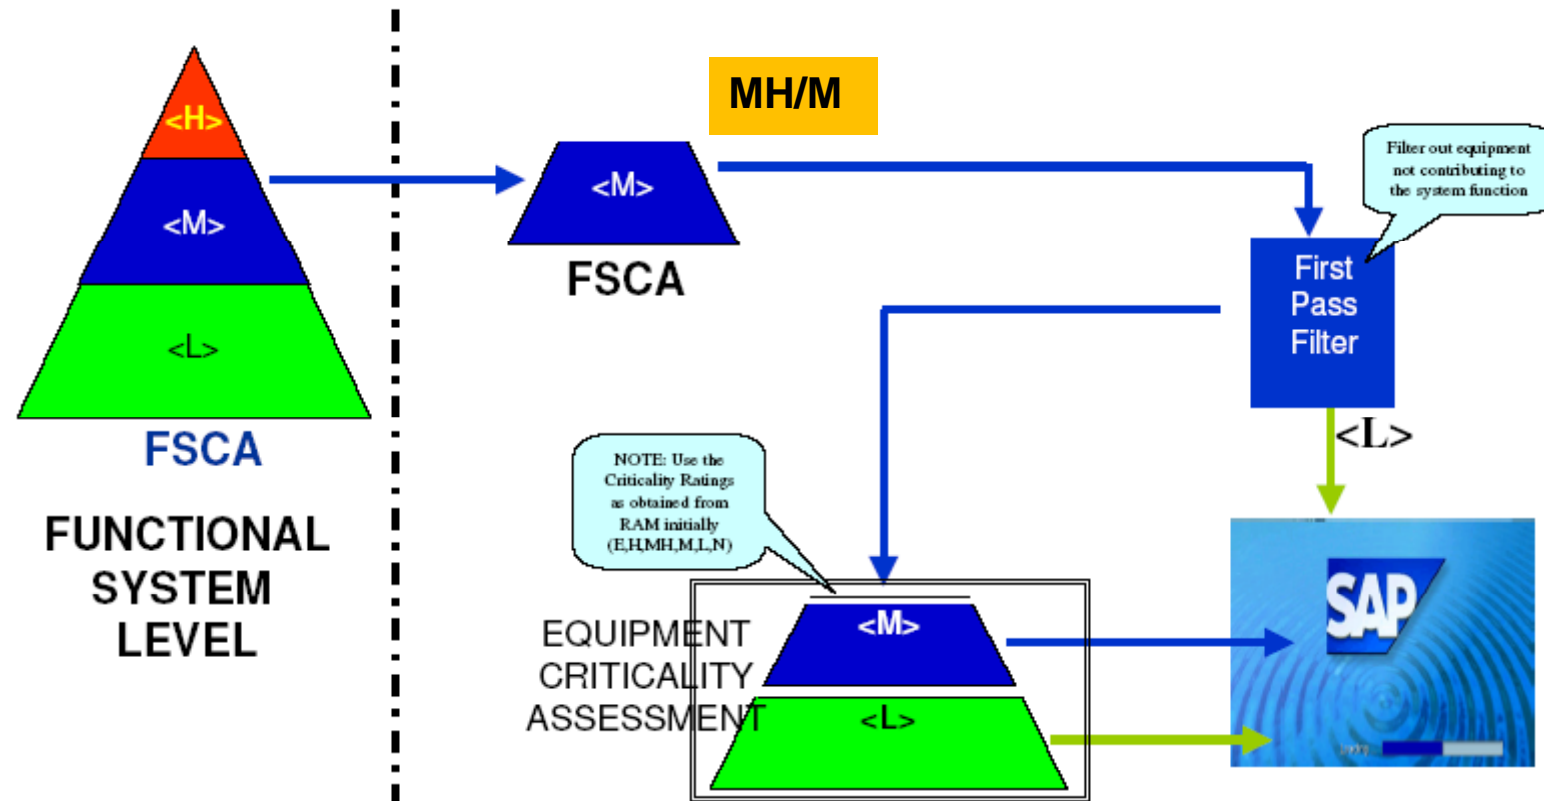 <H>
<M>
<L>
FSCA
FUNCTIONAL
SYSTEM
LEVEL
MH/M
<M>
FSCA
Filter out equipment
not contributing to
the system function
First
Pass
Filter
<L>
NOTE: Use the
Criticality Ratings
as obtained from
RAM initially
(E,H,MH,M,L,N)
EQUIPMENT
CRITICALITY
ASSESSMENT
<M>
<L>
SAP